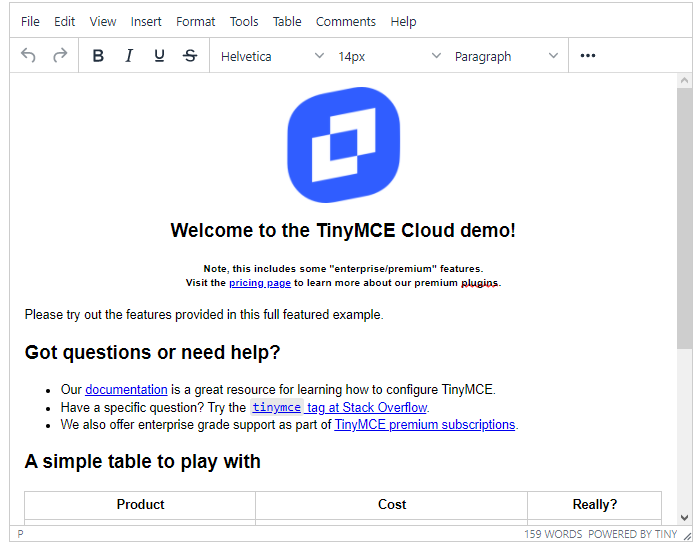 File Edit View Insert Format Tools Table Comments Help
B I U S Helvetica 14px Paragraph
Welcome to the TinyMCE Cloud demo!
Note, this includes some "enterprise/premium" features.
Visit the pricing page to learn more about our premium plugins.
Please try out the features provided in this full featured example.
Got questions or need help?
Our documentation is a great resource for learning how to configure TinyMCE.
Have a specific question? Try the tinymce tag at Stack Overflow.
We also offer enterprise grade support as part of TinyMCE premium subscriptions.
A simple table to play with
Product Cost Really?
P 159 WORDS POWERED BY TINY